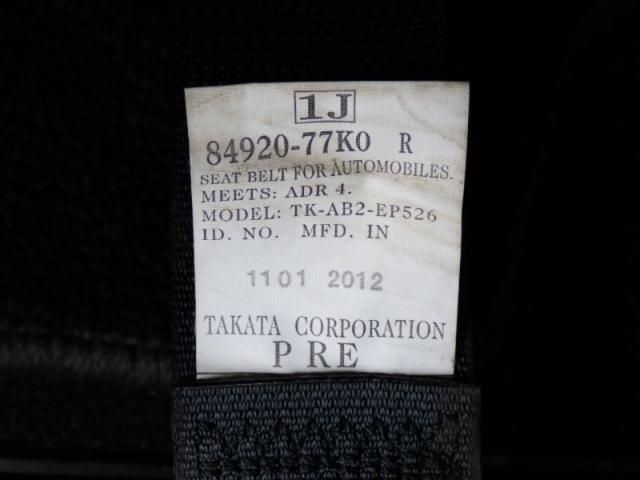 1J
84920-77K0 R
SEAT BELT FOR AUTOMOBILES.
MEETS: ADR 4.
MODEL: TK-AB2-EP526
ID. NO. MFD. IN
1101 2012
TAKATA CORPORATION
PRE